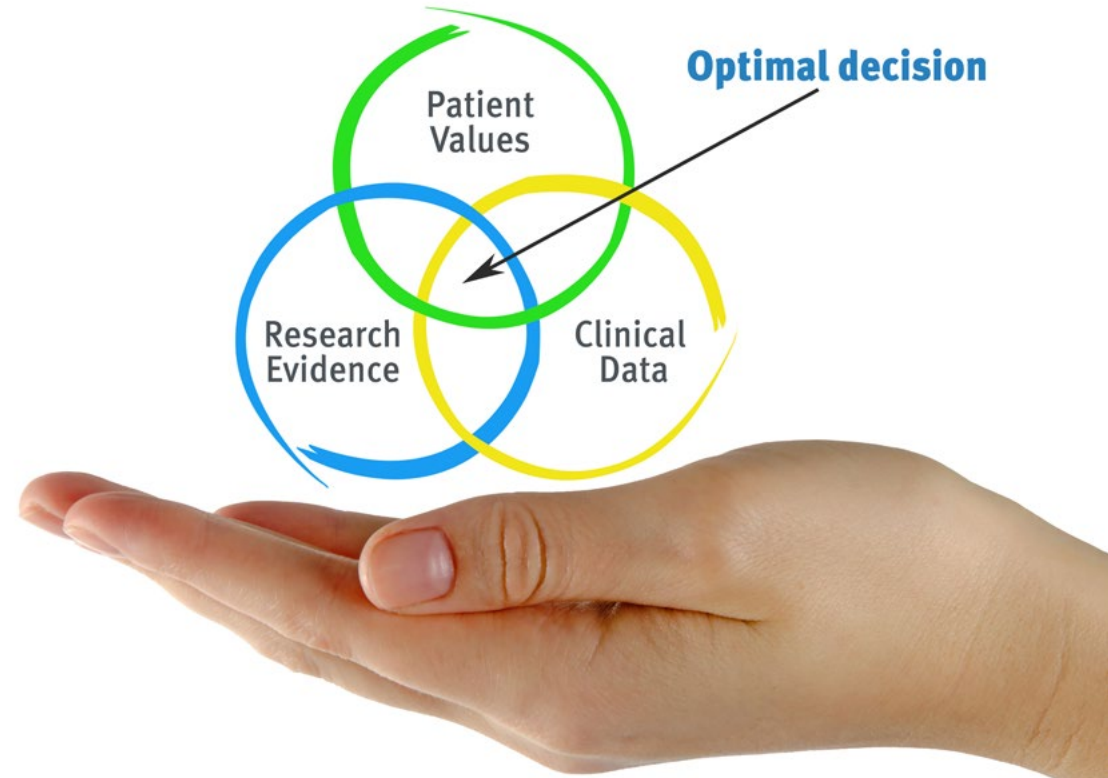 Optimal decision
Patient
Values
Research
Evidence
Clinical
Data